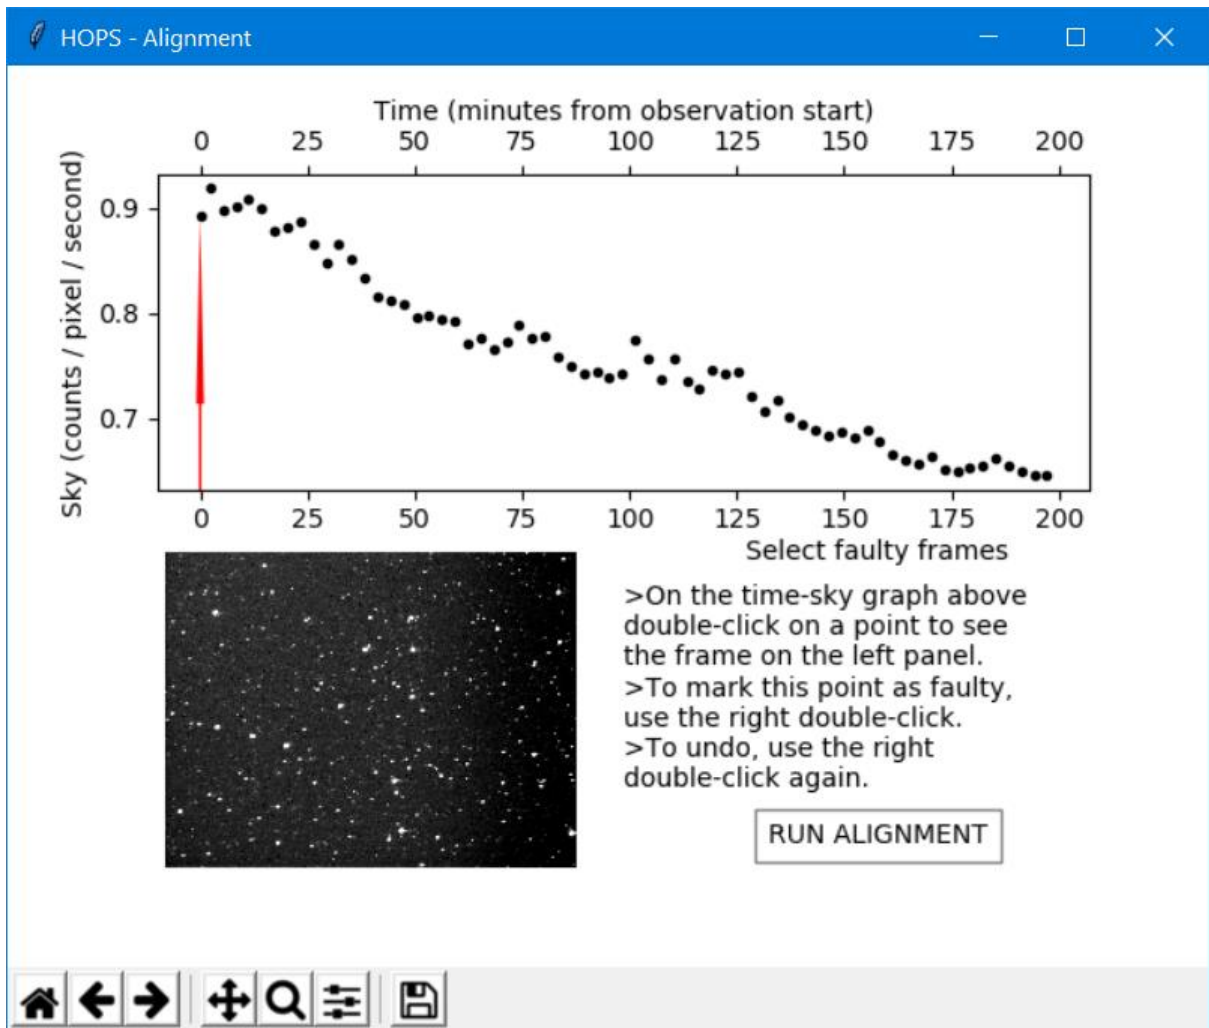 HOPS - Alignment
Time (minutes from observation start)
0 25 50 75 100 125 150 175 200
Sky (counts / pixel / second)
0.9
0.8
0.7
0 25 50 75 100 125 150 175 200
Select faulty frames
>On the time-sky graph above
double-click on a point to see
the frame on the left panel.
>To mark this point as faulty,
use the right double-click.
>To undo, use the right
double-click again.
RUN ALIGNMENT